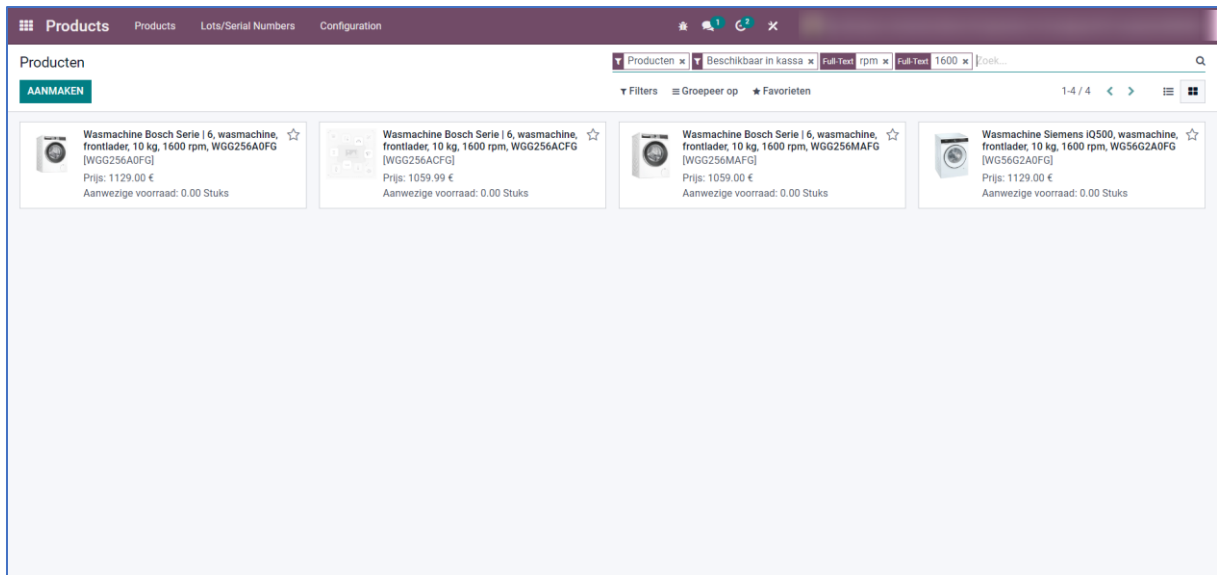 Products Products Lots/Serial Numbers Configuration 1 2
Producten
Producten × Beschikbaar in kassa × Full-Text rpm × Full-Text 1600 × Zoek...
AANMAKEN
Filters Groepeer op Favorieten 1-4 / 4
Wasmachine Bosch Serie | 6, wasmachine,
frontlader, 10 kg, 1600 rpm, WGG256A0FG
[WGG256A0FG]
Prijs: 1129.00 €
Aanwezige voorraad: 0.00 Stuks
Wasmachine Bosch Serie | 6, wasmachine,
frontlader, 10 kg, 1600 rpm, WGG256ACFG
[WGG256ACFG]
Prijs: 1059.99 €
Aanwezige voorraad: 0.00 Stuks
Wasmachine Bosch Serie | 6, wasmachine,
frontlader, 10 kg, 1600 rpm, WGG256MAFG
[WGG256MAFG]
Prijs: 1059.00 €
Aanwezige voorraad: 0.00 Stuks
Wasmachine Siemens iQ500, wasmachine,
frontlader, 10 kg, 1600 rpm, WG56G2A0FG
[WG56G2A0FG]
Prijs: 1129.00 €
Aanwezige voorraad: 0.00 Stuks